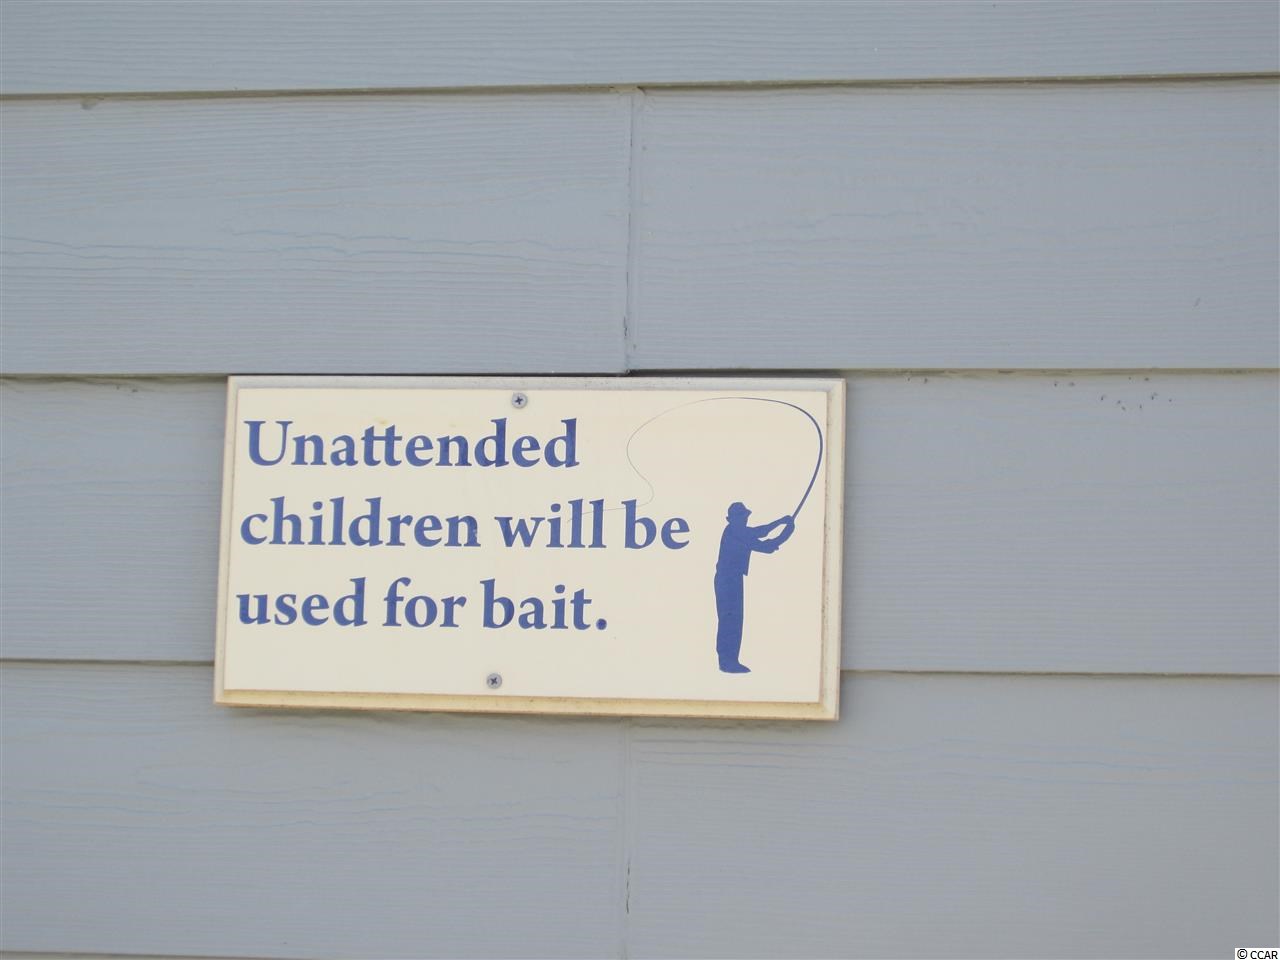 Unattended
children will be
used for bait.
© CCAR